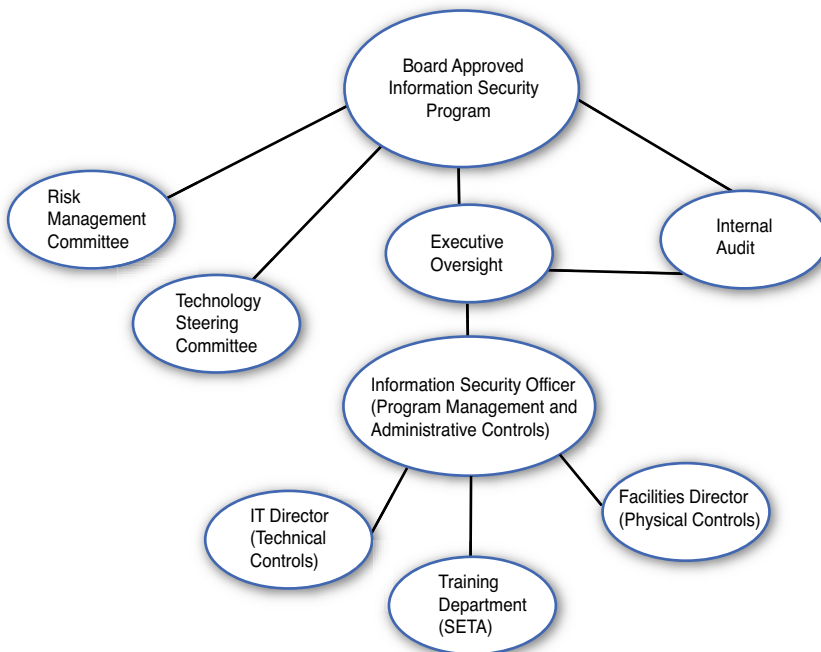 Board Approved
Information Security
Program
Risk
Management
Committee
Technology
Steering
Committee
Executive
Oversight
Internal
Audit
Information Security Officer
(Program Management and
Administrative Controls)
IT Director
(Technical
Controls)
Training
Department
(SETA)
Facilities Director
(Physical Controls)